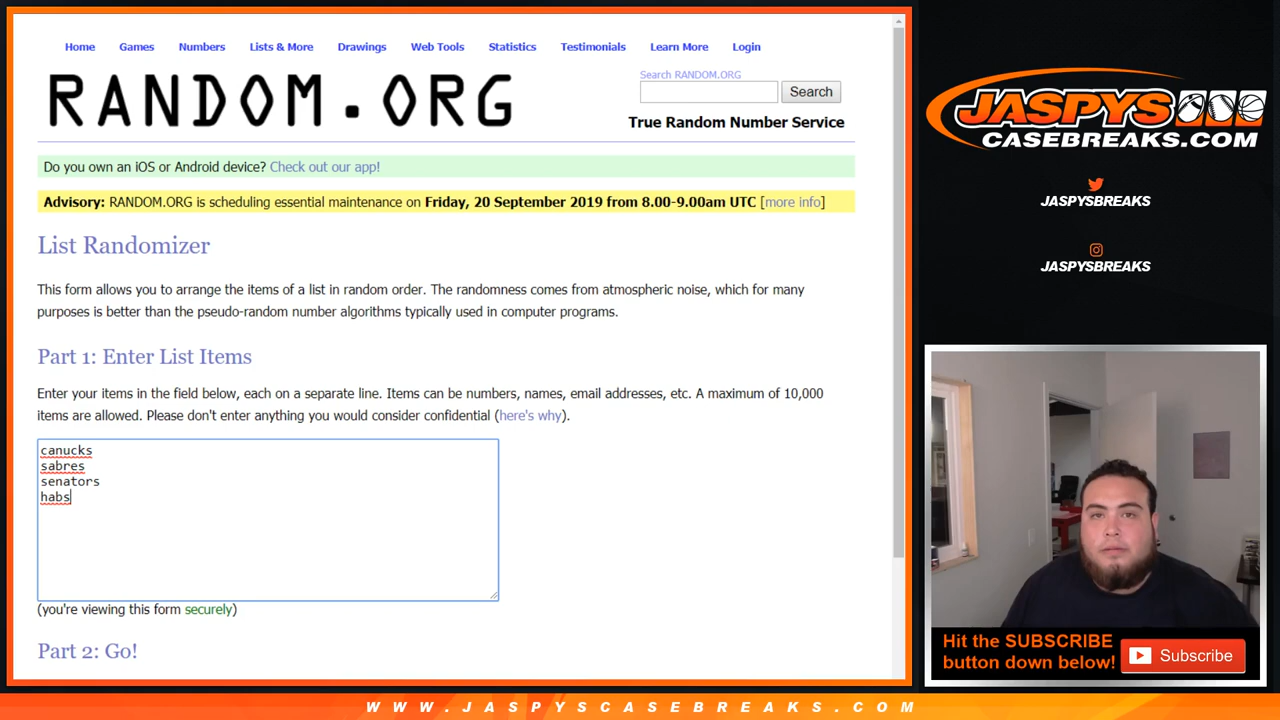 Home Games Numbers Lists & More Drawings Web Tools Statistics Testimonials Learn More Login
RANDOM.ORG
Search RANDOM.ORG
Search
True Random Number Service
Do you own an iOS or Android device? Check out our app!
Advisory: RANDOM.ORG is scheduling essential maintenance on Friday, 20 September 2019 from 8.00-9.00am UTC [more info]
List Randomizer
This form allows you to arrange the items of a list in random order. The randomness comes from atmospheric noise, which for many
purposes is better than the pseudo-random number algorithms typically used in computer programs.
Part 1: Enter List Items
Enter your items in the field below, each on a separate line. Items can be numbers, names, email addresses, etc. A maximum of 10,000
items are allowed. Please don't enter anything you would consider confidential (here's why).
canucks
sabres
senators
habs
(you're viewing this form securely)
Part 2: Go!
JASPYS
CASEBREAKS.COM
JASPYSBREAKS
JASPYSBREAKS
Hit the SUBSCRIBE
button down below!
Subscribe
WWW.JASPYSCASEBREAKS.COM